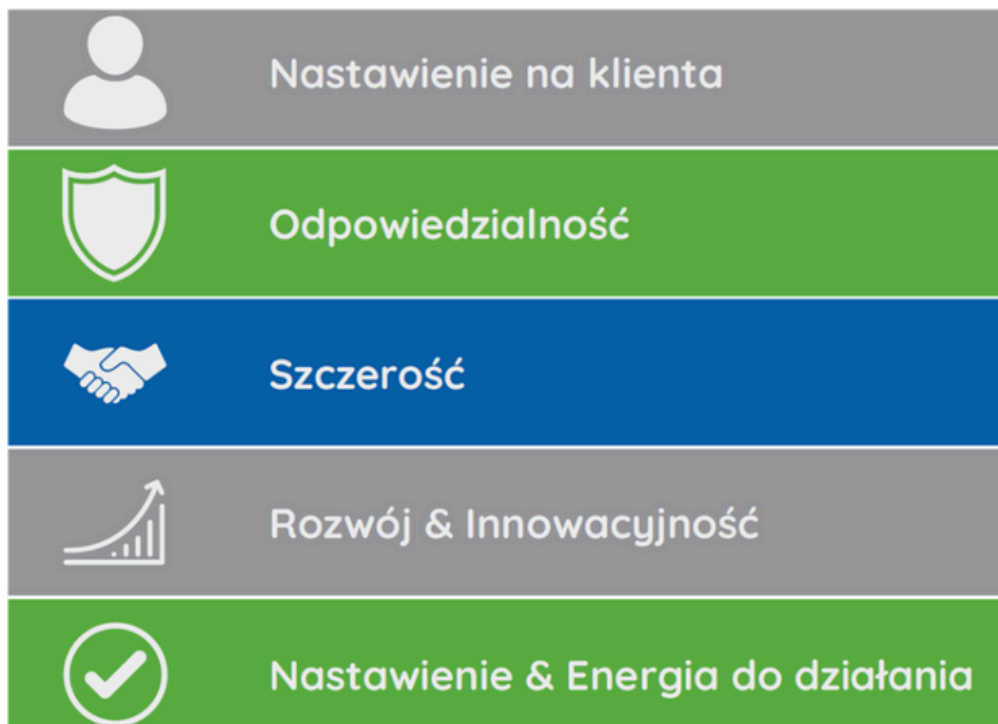 Nastawienie na klienta
Odpowiedzialność
Szczerość
Rozwój & Innowacyjność
Nastawienie & Energia do działania